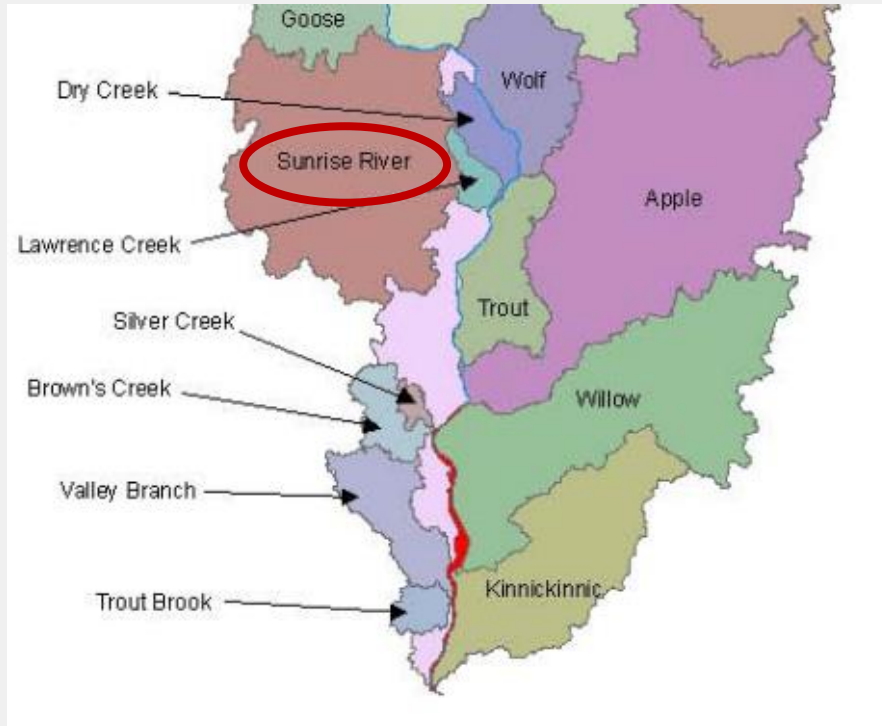 Goose
Wolf
Dry Creek
Sunrise River
Apple
Lawrence Creek
Trout
Silver Creek
Brown's Creek
Willow
Valley Branch
Kinnickinnic
Trout Brook